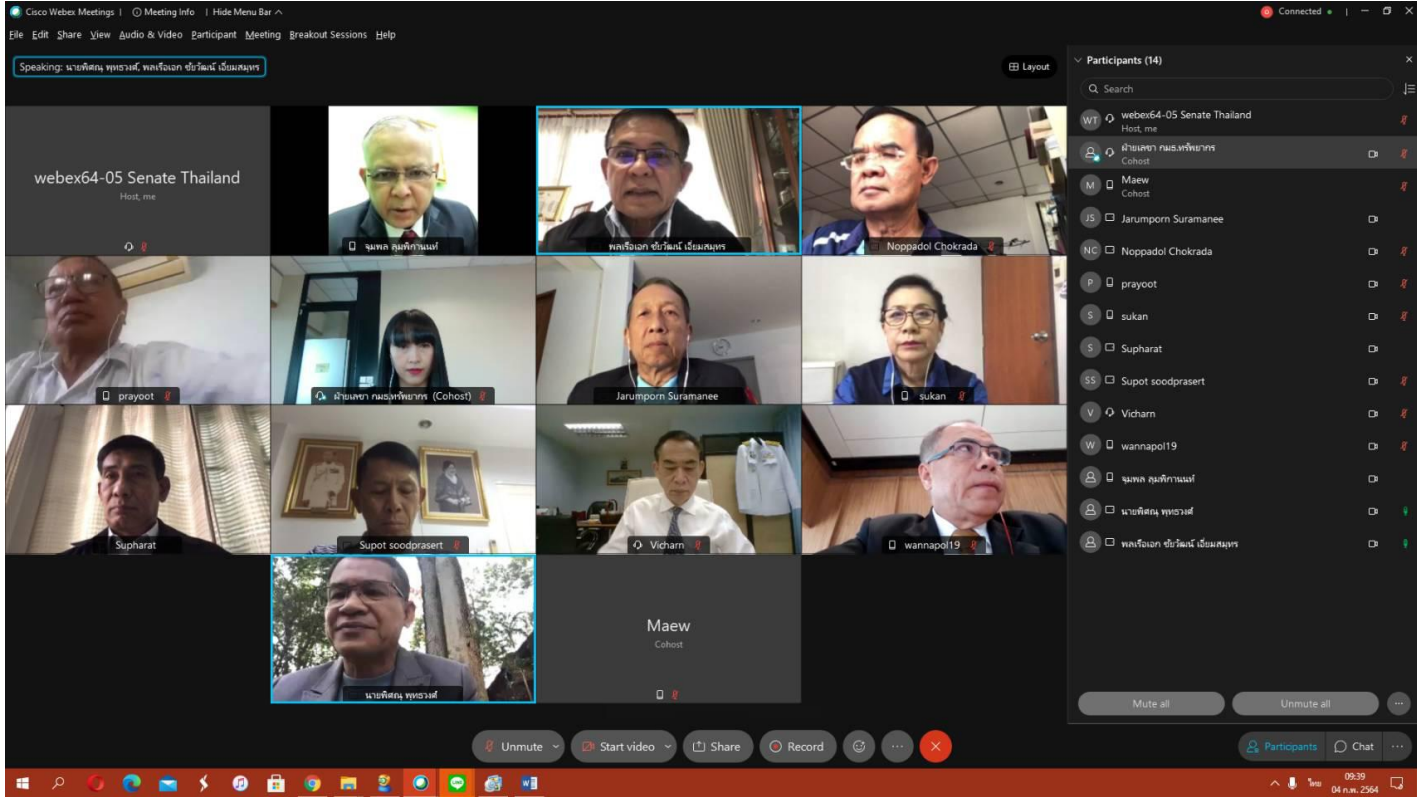 Cisco Webex Meetings | Meeting Info | Hide Menu Bar
Connected
File Edit Share View Audio & Video Participant Meeting Breakout Sessions Help
Speaking: นายพิศณุ พุทธวงศ์, พลเรือเอก ชัยวัฒน์ เอี่ยมสมุทร
Layout
webex64-05 Senate Thailand
Host, me
จุมพล ลุมพิกานนท์
พลเรือเอก ชัยวัฒน์ เอี่ยมสมุทร
Noppadol Chokrada
prayoot
ฝ่ายเลขา กมธ.ทรัพยากร (Cohost)
Jarumporn Suramanee
sukan
Supharat
Supot soodprasert
Vicharn
wannapol19
นายพิศณุ พุทธวงศ์
Maew
Cohost
Participants (14)
Search
WT webex64-05 Senate Thailand
Host, me
ฝ่ายเลขา กมธ.ทรัพยากร
Cohost
M Maew
Cohost
JS Jarumporn Suramanee
NC Noppadol Chokrada
P prayoot
S sukan
S Supharat
SS Supot soodprasert
V Vicharn
W wannapol19
จุมพล ลุมพิกานนท์
นายพิศณุ พุทธวงศ์
พลเรือเอก ชัยวัฒน์ เอี่ยมสมุทร
Mute all Unmute all
Unmute Start video Share Record
Participants Chat
ไทย
09:39
04 ก.พ. 2564